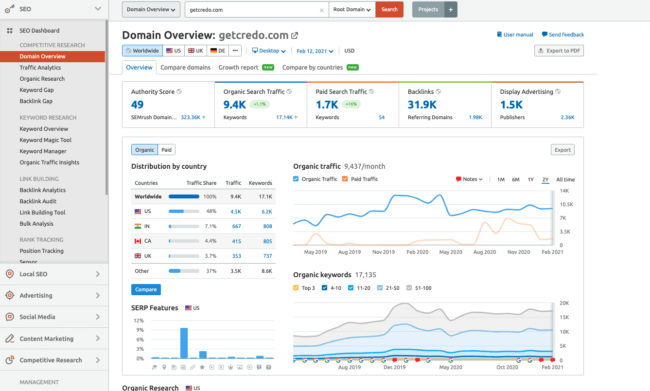 SEO
Domain Overview
getcredo.com
Root Domain
Search
Projects
+
SEO Dashboard
COMPETITIVE RESEARCH
Domain Overview
Traffic Analytics
Organic Research
Keyword Gap
Backlink Gap
KEYWORD RESEARCH
Keyword Overview
Keyword Magic Tool
Keyword Manager
Organic Traffic Insights
LINK BUILDING
Backlink Analytics
Backlink Audit
Link Building Tool
Bulk Analysis
RANK TRACKING
Position Tracking
Sensor
Local SEO
Advertising
Social Media
Content Marketing
Competitive Research
MANAGEMENT
Domain Overview: getcredo.com
User manual
Send feedback
Worldwide
US
UK
DE
Desktop
Feb 12, 2021
USD
Export to PDF
Overview
Compare domains
Growth report
Compare by countries
Authority Score
49
SEMrush Domain... 323.36K
Organic Search Traffic
9.4K +1.1%
Keywords 17.14K
Paid Search Traffic
1.7K
Keywords 54
Backlinks
31.9K
Referring Domains 1.98K
Display Advertising
1.5K
Publishers 2.36K
Organic
Paid
Export
Distribution by country
Countries Traffic Share Traffic Keywords
Worldwide 100% 9.4K 17.1K
US 48% 4.5K 6.2K
IN 7.1% 667 808
CA 4.4% 415 805
UK 3.7% 353 737
Other 37% 3.5K 8.6K
Compare
SERP Features US
12%
9%
6%
3%
0%
Organic traffic 9,437/month
Organic Traffic
Paid Traffic
Notes
1M
6M
1Y
2Y
All time
14K
10.5K
7K
3.5K
0
May 2019
Aug 2019
Nov 2019
Feb 2020
May 2020
Aug 2020
Nov 2020
Feb 2021
Organic keywords 17,135
Top 3
4-10
11-20
21-50
51-100
20K
15K
10K
5K
0
Aug 2019
Dec 2019
May 2020
Oct 2020
Feb 2021
Organic Research US